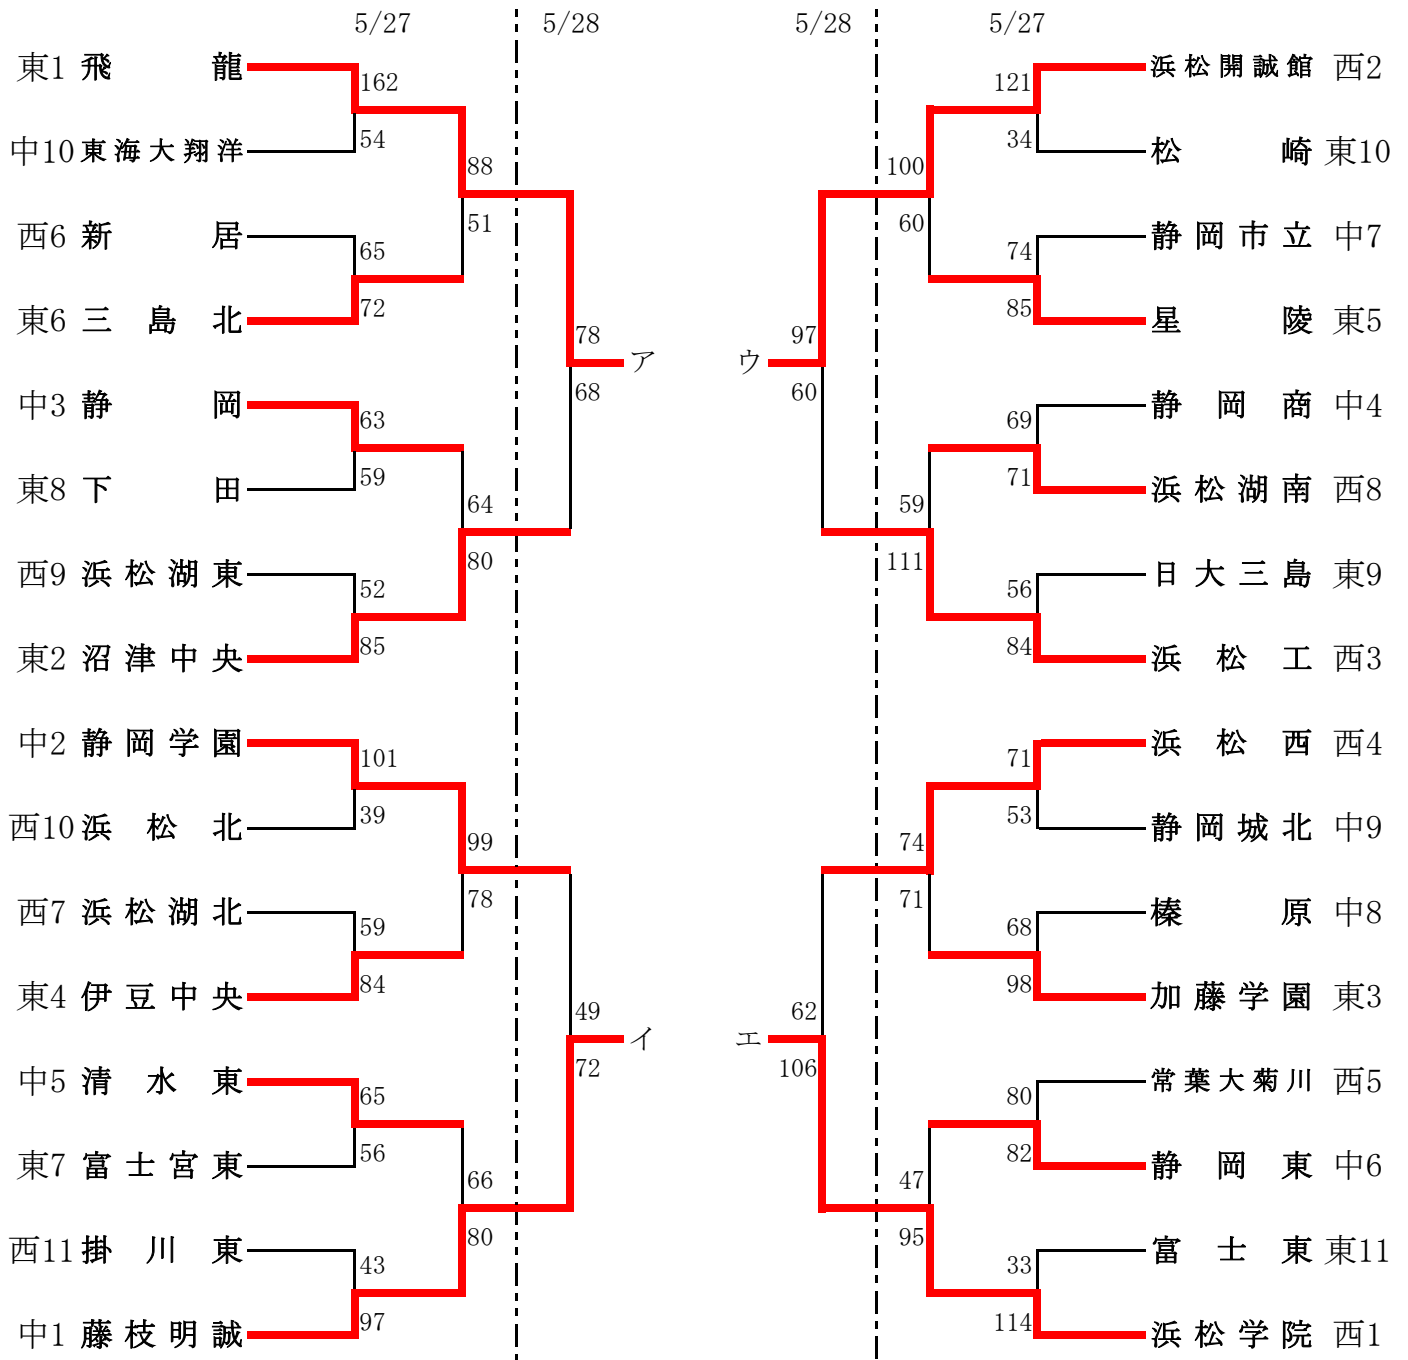 5/27 5/28 5/28 5/27
東1 飛龍 162 121 浜松開誠館 西2
中10 東海大翔洋 54 34 松崎 東10
88 100
51 60
西6 新居 65 74 静岡市立 中7
東6 三島北 72 85 星陵 東5
78 ア ウ 97
68 60
中3 静岡 63 69 静岡商 中4
東8 下田 59 71 浜松湖南 西8
64 59
80 111
西9 浜松湖東 52 56 日大三島 東9
東2 沼津中央 85 84 浜松工 西3
中2 静岡学園 101 71 浜松西 西4
西10 浜松北 39 53 静岡城北 中9
99 74
78 71
西7 浜松湖北 59 68 榛原 中8
東4 伊豆中央 84 98 加藤学園 東3
49 イ エ 62
72 106
中5 清水東 65 80 常葉大菊川 西5
東7 富士宮東 56 82 静岡東 中6
66 47
80 95
西11 掛川東 43 33 富士東 東11
中1 藤枝明誠 97 114 浜松学院 西1